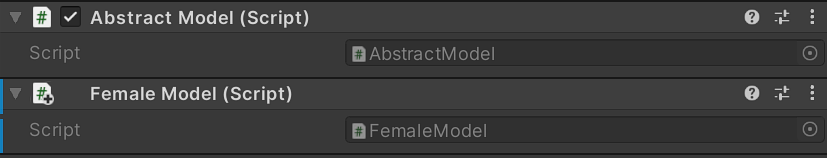 Abstract Model (Script)
Script AbstractModel
Female Model (Script)
Script FemaleModel